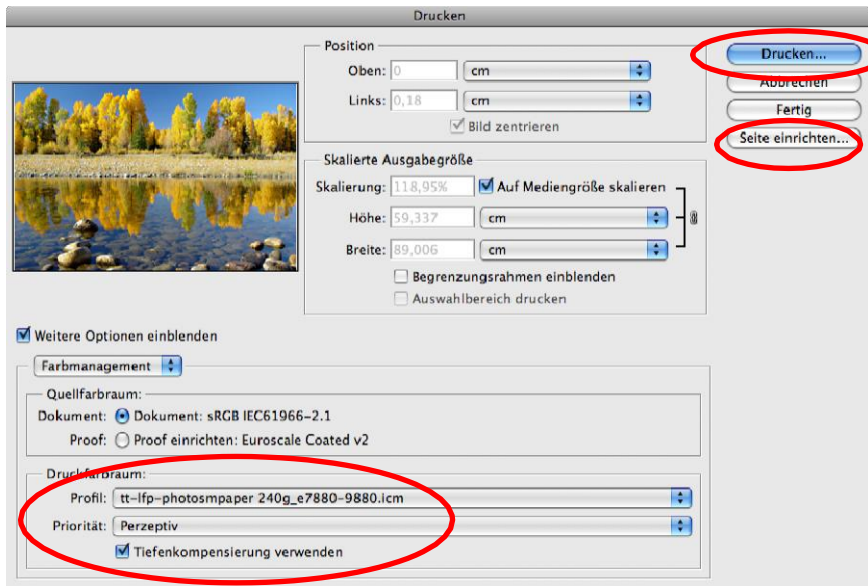 Drucken
Position
Oben: 0 cm
Links: 0,18 cm
Bild zentrieren
Drucken...
Abbrechen
Fertig
Seite einrichten...
Skalierte Ausgabegröße
Skalierung: 118,95% Auf Mediengröße skalieren
Höhe: 59,337 cm
Breite: 89,006 cm
Begrenzungsrahmen einblenden
Auswahlbereich drucken
Weitere Optionen einblenden
Farbmanagement
Quellfarbraum:
Dokument: Dokument: sRGB IEC61966-2.1
Proof: Proof einrichten: Euroscale Coated v2
Druckfarbraum:
Profil: tt-lfp-photosmpaper 240g_e7880-9880.icm
Priorität: Perzeptiv
Tiefenkompensierung verwenden